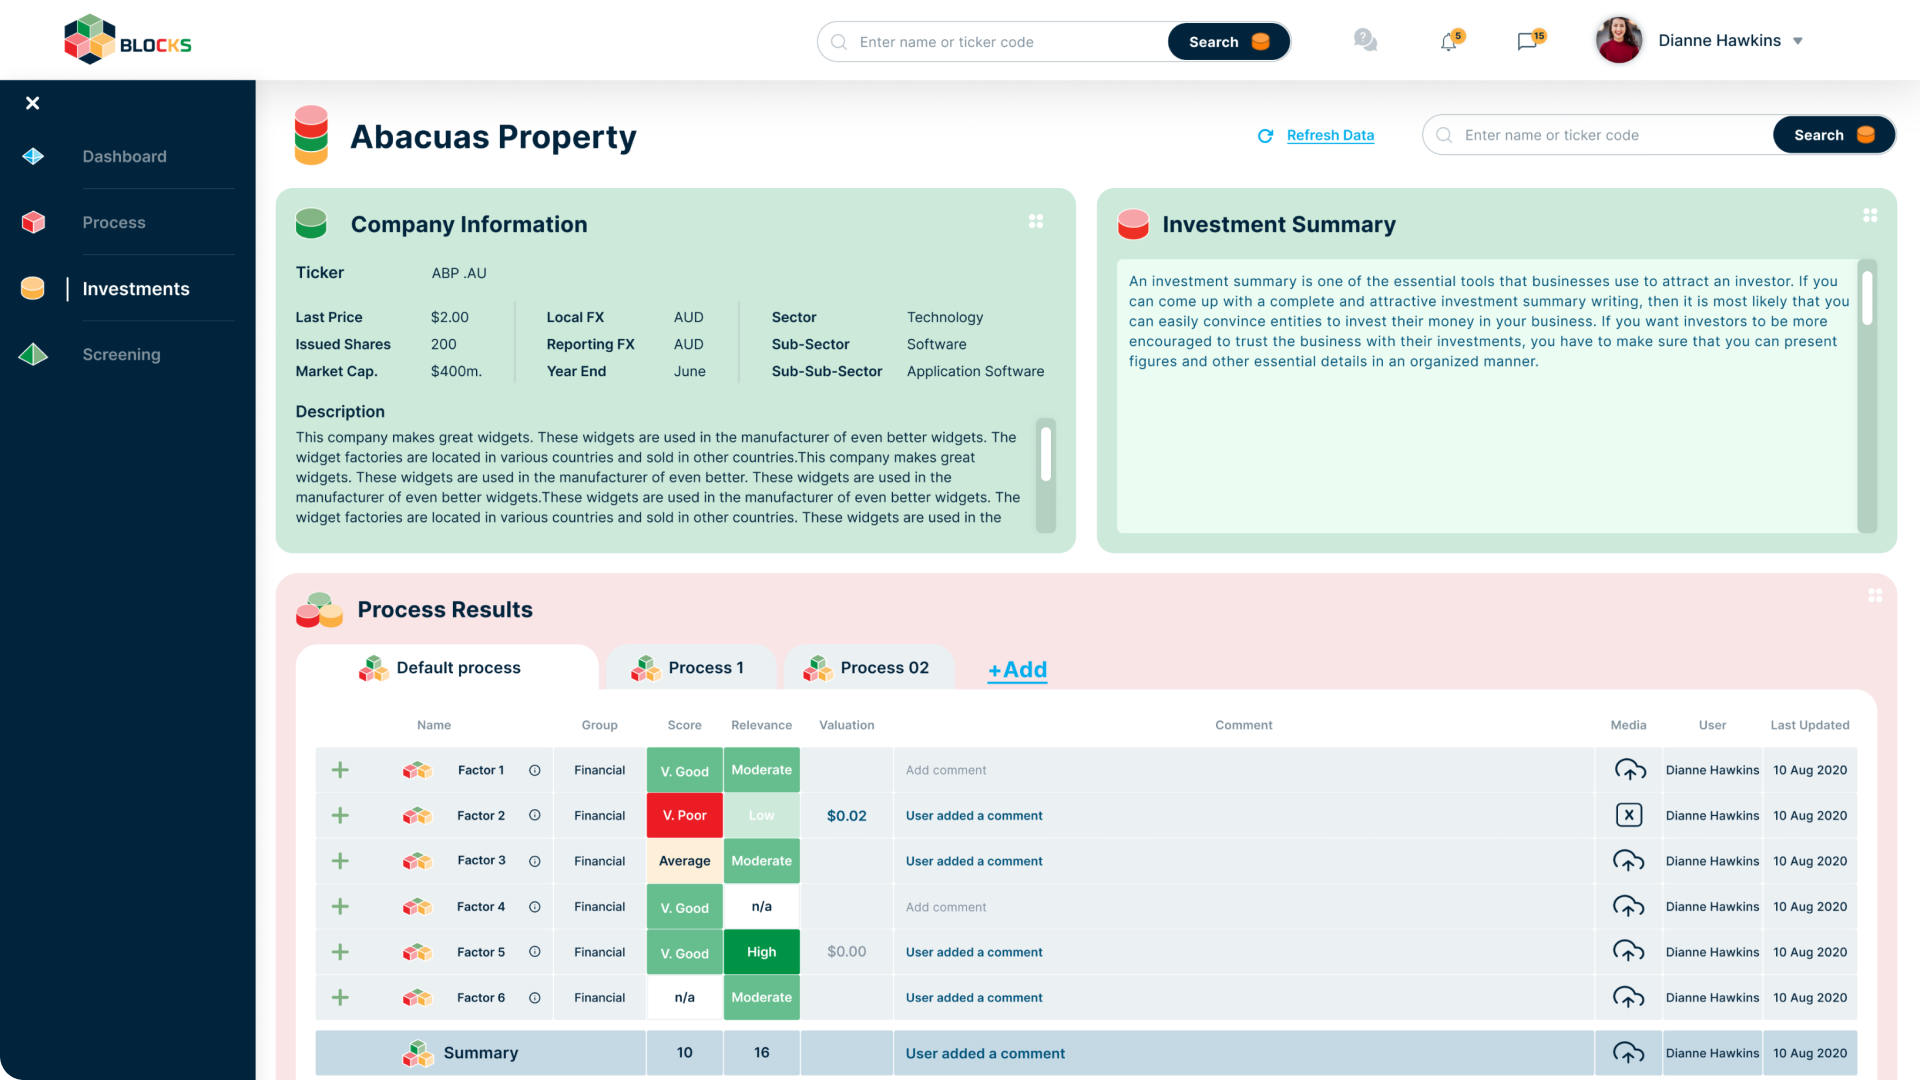 BLOCKS
Enter name or ticker code
Search
?
5
15
Dianne Hawkins
Dashboard
Process
Investments
Screening
Abacuas Property
Refresh Data
Enter name or ticker code
Search
Company Information
Ticker ABP .AU
Last Price $2.00 Local FX AUD Sector Technology
Issued Shares 200 Reporting FX AUD Sub-Sector Software
Market Cap. $400m. Year End June Sub-Sub-Sector Application Software
Description
This company makes great widgets. These widgets are used in the manufacturer of even better widgets. The
widget factories are located in various countries and sold in other countries.This company makes great
widgets. These widgets are used in the manufacturer of even better. These widgets are used in the
manufacturer of even better widgets.These widgets are used in the manufacturer of even better widgets. The
widget factories are located in various countries and sold in other countries. These widgets are used in the
Investment Summary
An investment summary is one of the essential tools that businesses use to attract an investor. If you
can come up with a complete and attractive investment summary writing, then it is most likely that you
can easily convince entities to invest their money in your business. If you want investors to be more
encouraged to trust the business with their investments, you have to make sure that you can present
figures and other essential details in an organized manner.
Process Results
Default process Process 1 Process 02 +Add
Name Group Score Relevance Valuation Comment Media User Last Updated
Factor 1 Financial V. Good Moderate Add comment Dianne Hawkins 10 Aug 2020
Factor 2 Financial V. Poor Low $0.02 User added a comment X Dianne Hawkins 10 Aug 2020
Factor 3 Financial Average Moderate User added a comment Dianne Hawkins 10 Aug 2020
Factor 4 Financial V. Good n/a Add comment Dianne Hawkins 10 Aug 2020
Factor 5 Financial V. Good High $0.00 User added a comment Dianne Hawkins 10 Aug 2020
Factor 6 Financial n/a Moderate User added a comment Dianne Hawkins 10 Aug 2020
Summary 10 16 User added a comment Dianne Hawkins 10 Aug 2020